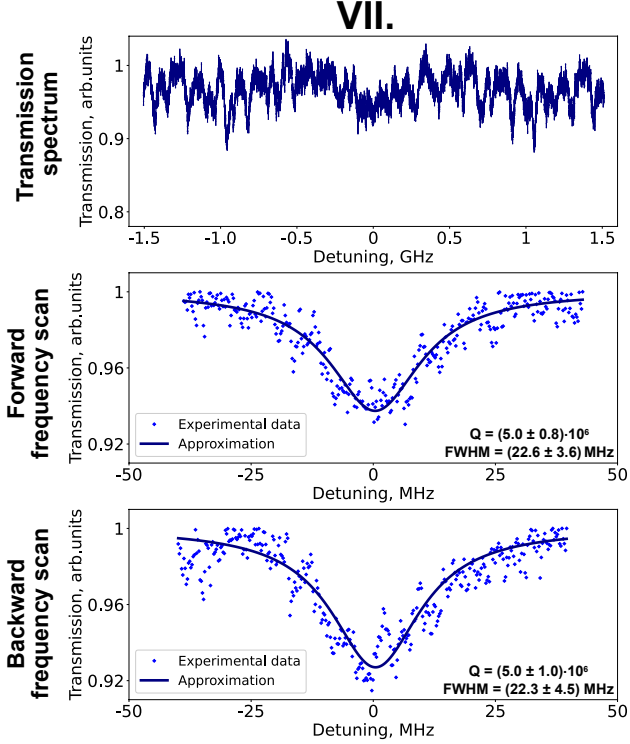 VII.
Transmission
spectrum
Transmission, arb.units
1
0.9
0.8
-1.5
-1.0
-0.5
0
0.5
1.0
1.5
Detuning, GHz
Forward
frequency scan
Transmission, arb.units
1
0.96
0.92
Experimental data
Approximation
Q = (5.0 ± 0.8)·10⁶
FWHM = (22.6 ± 3.6) MHz
-50
-25
0
25
50
Detuning, MHz
Backward
frequency scan
Transmission, arb.units
1
0.96
0.92
Experimental data
Approximation
Q = (5.0 ± 1.0)·10⁶
FWHM = (22.3 ± 4.5) MHz
-50
-25
0
25
50
Detuning, MHz